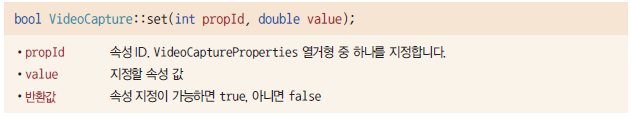 bool VideoCapture::set(int propId, double value);
• propId 속성 ID. VideoCaptureProperties 열거형 중 하나를 지정합니다.
• value 지정할 속성 값
• 반환값 속성 지정이 가능하면 true, 아니면 false